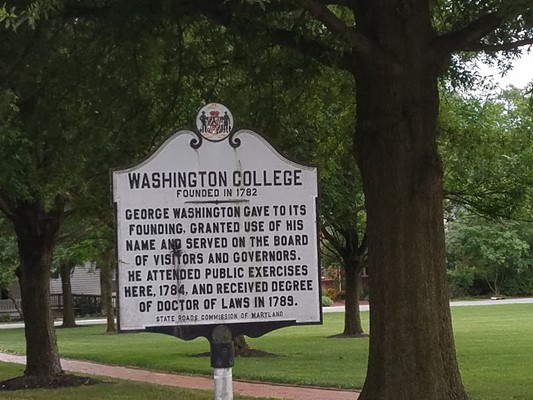 WASHINGTON COLLEGE
FOUNDED IN 1782
GEORGE WASHINGTON GAVE TO ITS
FOUNDING, GRANTED USE OF HIS
NAME AND SERVED ON THE BOARD
OF VISITORS AND GOVERNORS.
HE ATTENDED PUBLIC EXERCISES
HERE, 1784, AND RECEIVED DEGREE
OF DOCTOR OF LAWS IN 1789.
STATE ROADS COMMISSION OF MARYLAND